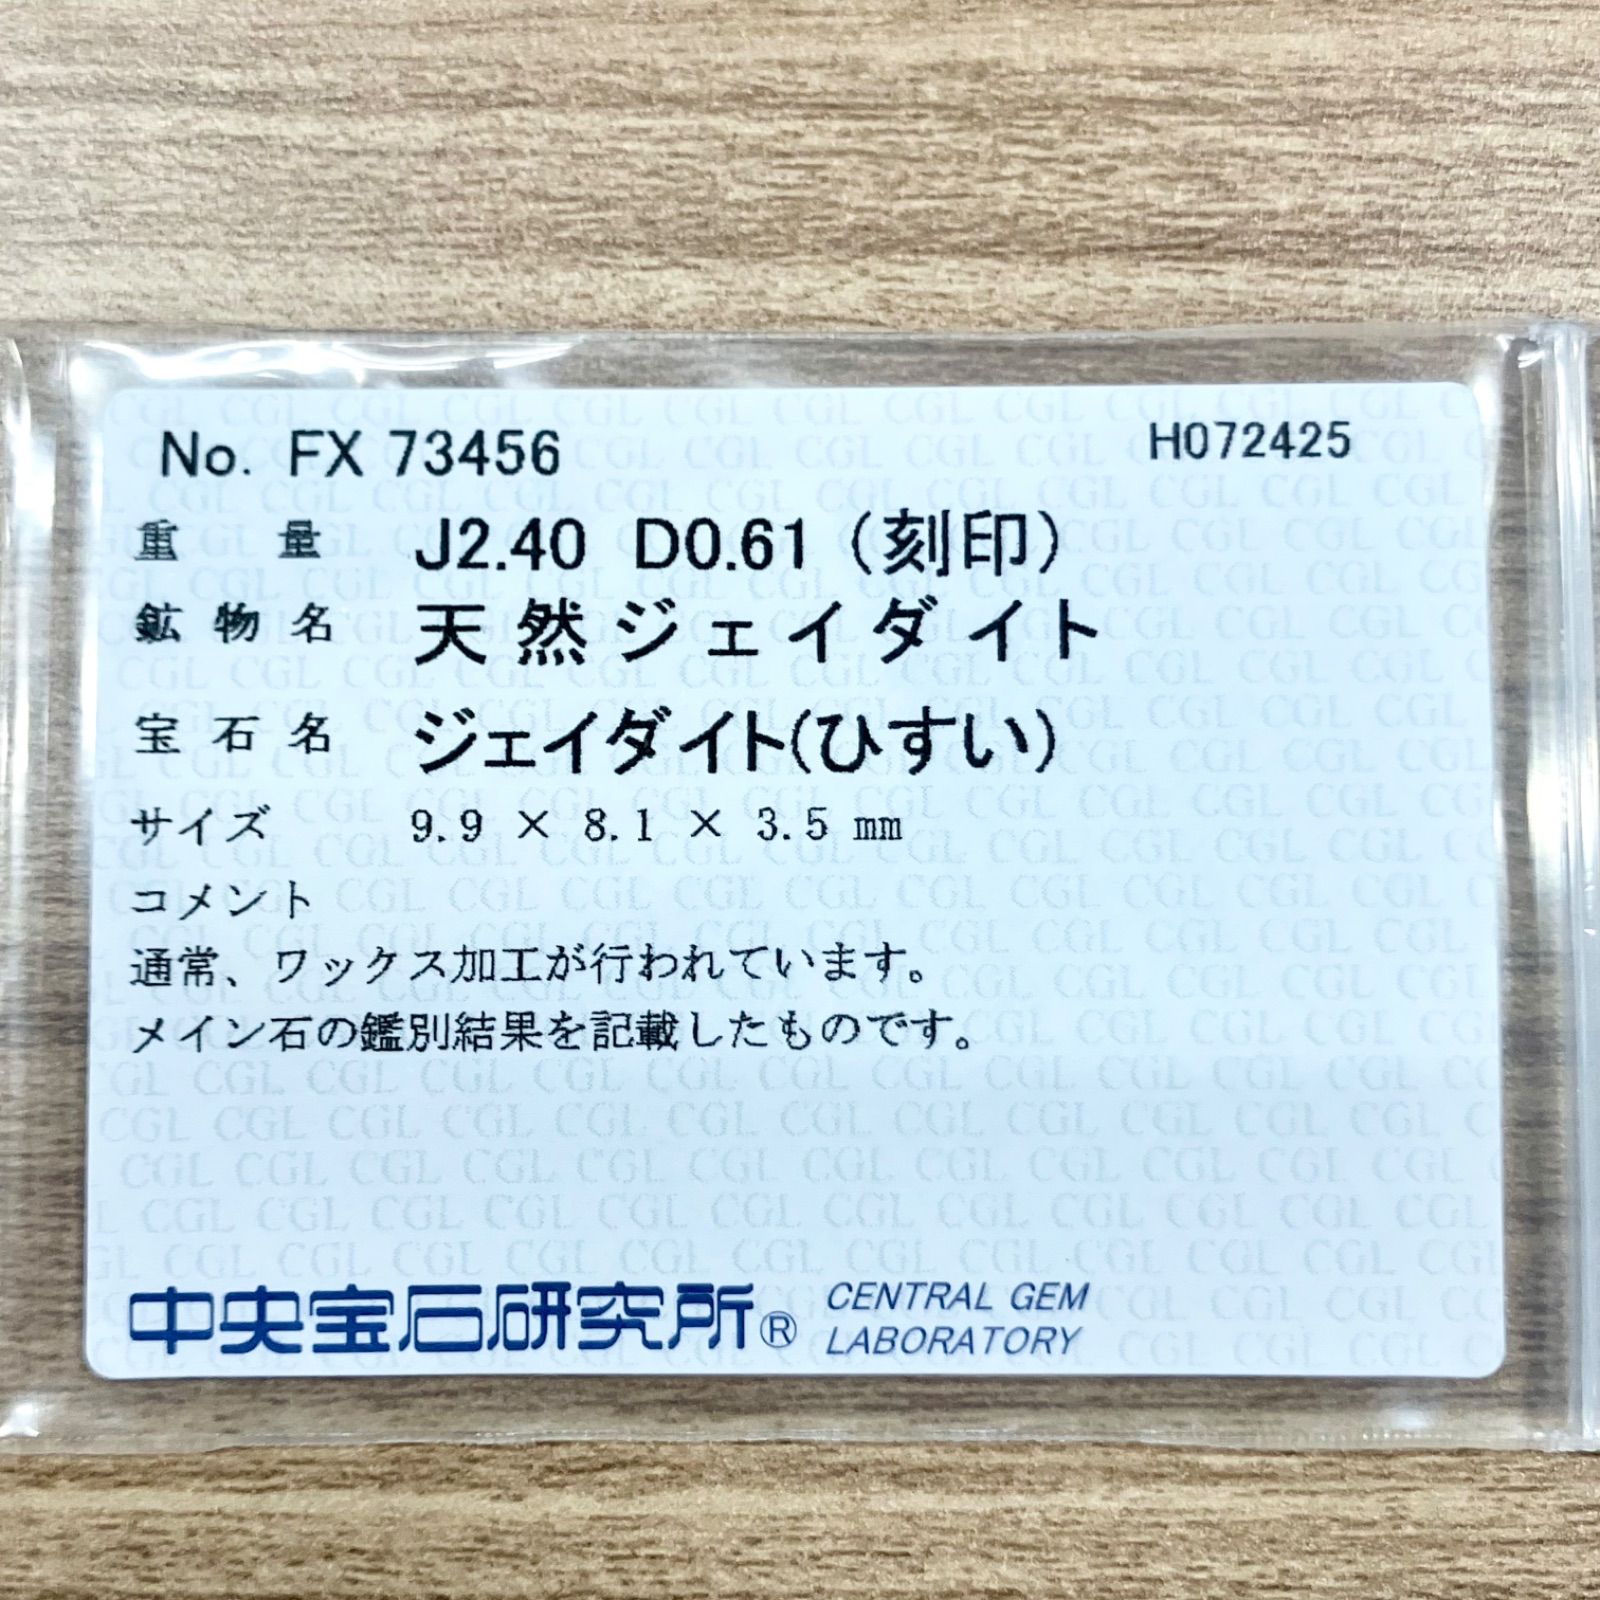 No. FX 73456 H072425
重量 J2.40 D0.61 (刻印)
鉱物名 天然ジェイダイト
宝石名 ジェイダイト(ひすい)
サイズ 9.9 × 8.1 × 3.5 mm
コメント
通常、ワックス加工が行われています。
メイン石の鑑別結果を記載したものです。
中央宝石研究所® CENTRAL GEM
LABORATORY